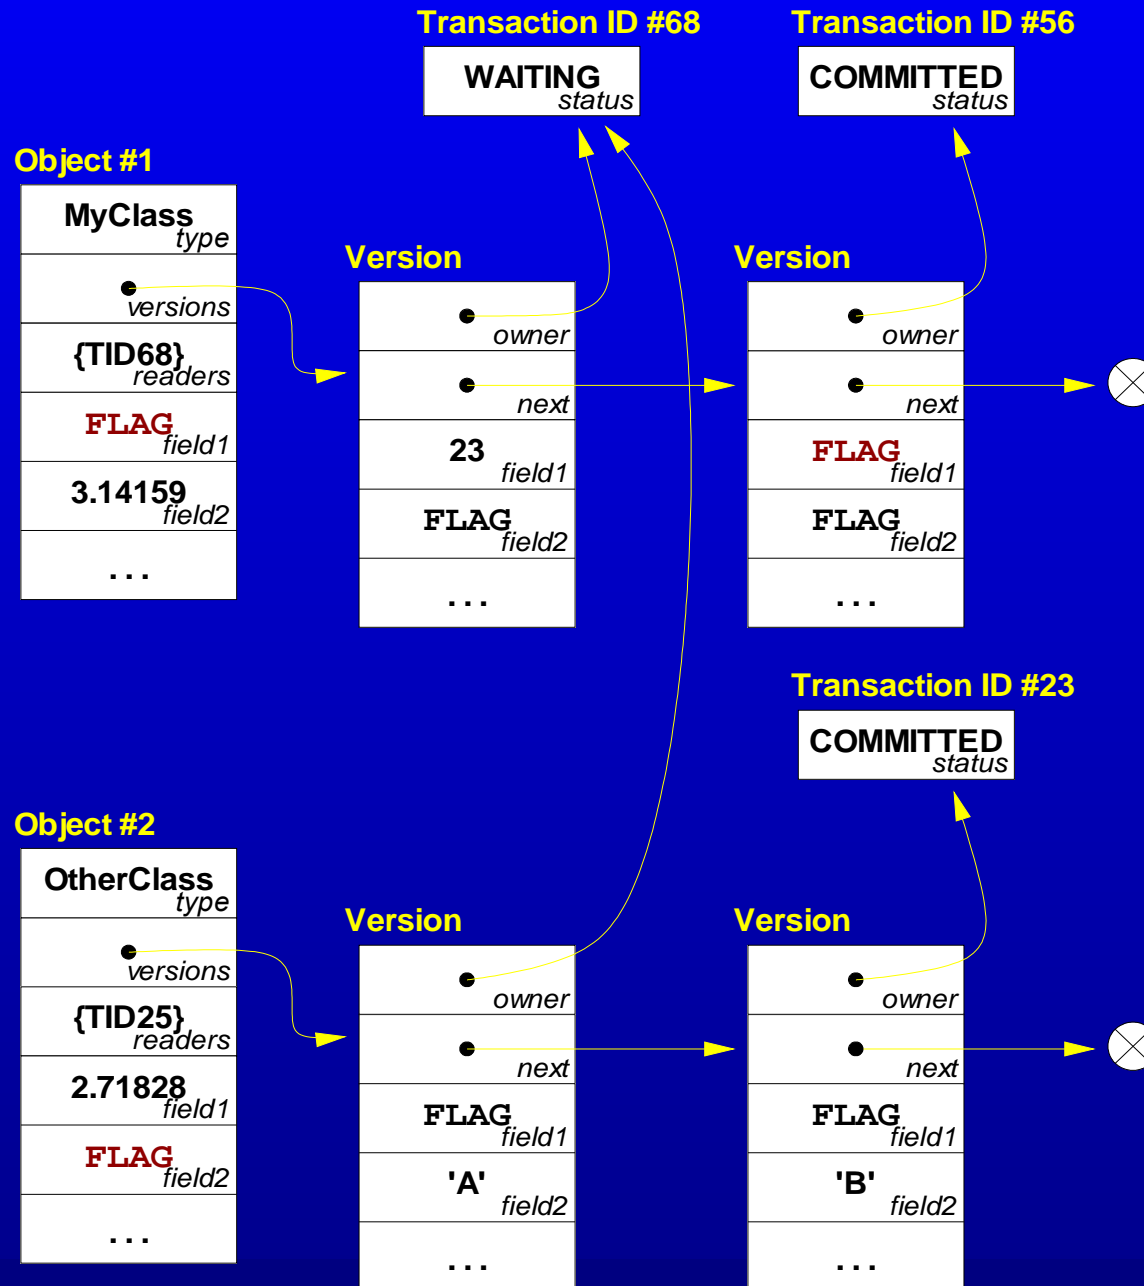 Transaction ID #68
WAITING
status
Transaction ID #56
COMMITTED
status
Object #1
MyClass
type
versions
{TID68}
readers
FLAG
field1
3.14159
field2
. . .
Version
owner
next
23
field1
FLAG
field2
. . .
Version
owner
next
FLAG
field1
FLAG
field2
. . .
Transaction ID #23
COMMITTED
status
Object #2
OtherClass
type
versions
{TID25}
readers
2.71828
field1
FLAG
field2
. . .
Version
owner
next
FLAG
field1
'A'
field2
. . .
Version
owner
next
FLAG
field1
'B'
field2
. . .